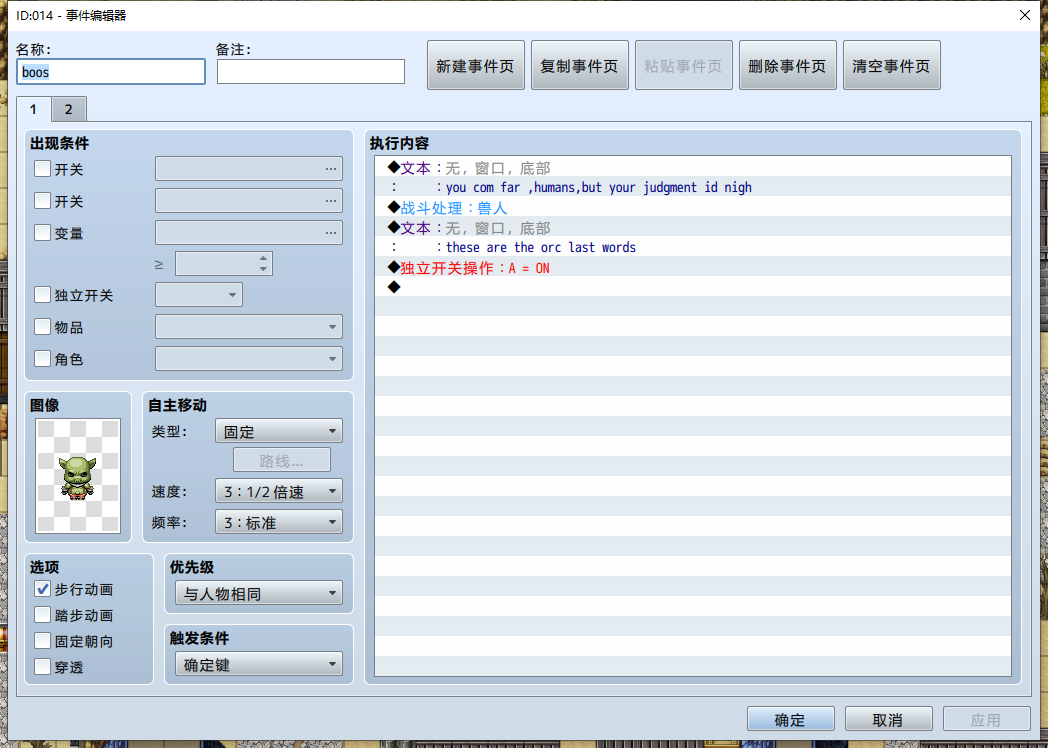 ID:014 - 事件编辑器
名称:
备注:
boos
新建事件页
复制事件页
粘贴事件页
删除事件页
清空事件页
1
2
出现条件
开关
...
开关
...
变量
...
≥
独立开关
物品
角色
图像
自主移动
类型:
固定
路线...
速度:
3：1/2 倍速
频率:
3：标准
选项
步行动画
踏步动画
固定朝向
穿透
优先级
与人物相同
触发条件
确定键
执行内容
◆文本：无, 窗口, 底部
：　：you com far ,humans,but your judgment id nigh
◆战斗处理：兽人
◆文本：无, 窗口, 底部
：　：these are the orc last words
◆独立开关操作：A = ON
◆
确定
取消
应用